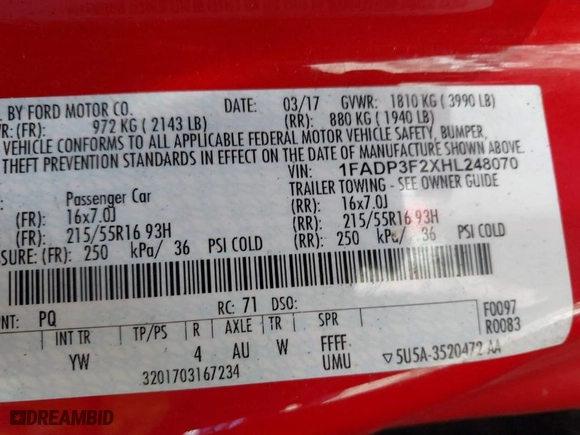 . BY FORD MOTOR CO. DATE: 03/17 GVWR: 1810 KG ( 3990 LB)
WR: (FR): 972 KG ( 2143 LB) (RR): 880 KG ( 1940 LB)
VEHICLE CONFORMS TO ALL APPLICABLE FEDERAL MOTOR VEHICLE SAFETY, BUMPER,
THEFT PREVENTION STANDARDS IN EFFECT ON THE DATE OF MANUFACTURE SHOWN ABOVE.
VIN: 1FADP3F2XHL248070
: Passenger Car TRAILER TOWING - SEE OWNER GUIDE
(FR): 16x7.0J (RR): 16x7.0J
(FR): 215/55R16 93H (RR): 215/55R16 93H
SURE: (FR): 250 kPa/ 36 PSI COLD (RR): 250 kPa/ 36 PSI COLD
NT: PQ RC: 71 DSO: F0097
INT TR TP/PS R AXLE TR SPR R0083
YW 4 AU W FFFF
UMU ▽5U5A-3520472 AA
3201703167234
DREAMBID